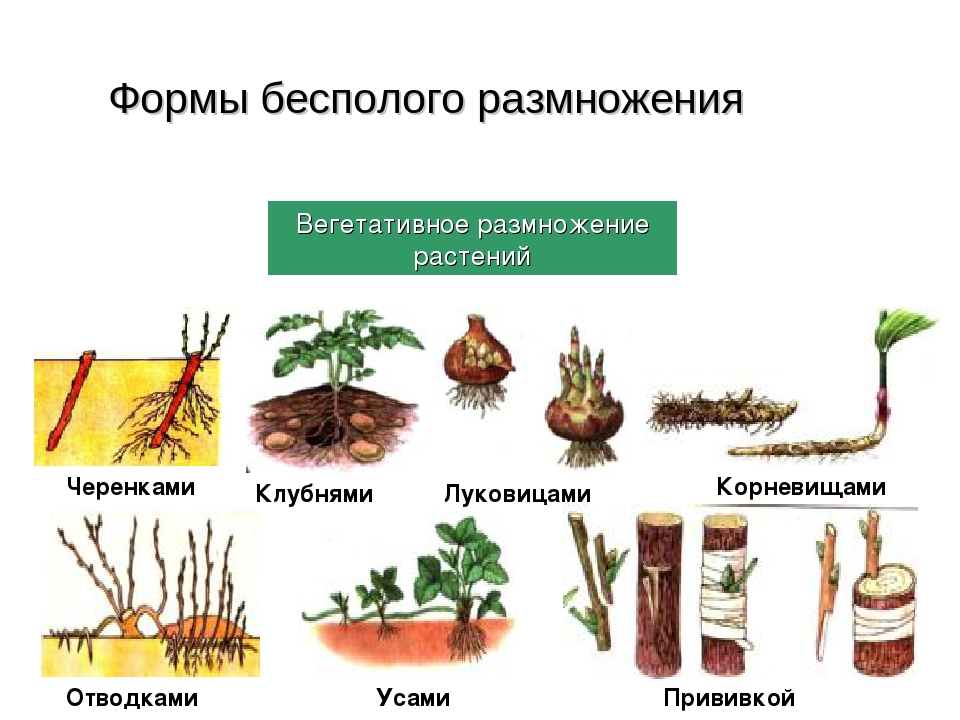 Формы бесполого размножения
Вегетативное размножение
растений
Черенками
Клубнями
Луковицами
Корневищами
Отводками
Усами
Прививкой